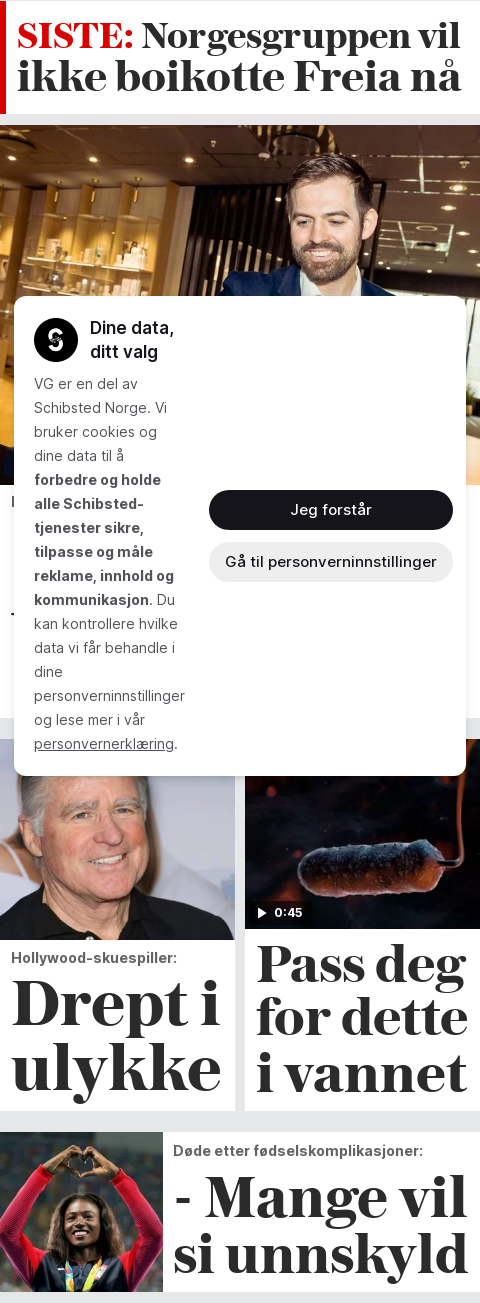 SISTE: Norgesgruppen vil
ikke boikotte Freia nå
Dine data,
ditt valg
VG er en del av
Schibsted Norge. Vi
bruker cookies og
dine data til å
forbedre og holde
alle Schibsted-
tjenester sikre,
tilpasse og måle
reklame, innhold og
kommunikasjon. Du
kan kontrollere hvilke
data vi får behandle i
dine
personverninnstillinger
og lese mer i vår
personvernerklæring.
Jeg forstår
Gå til personverninnstillinger
Hollywood-skuespiller:
Drept i
ulykke
0:45
Pass deg
for dette
i vannet
Døde etter fødselskomplikasjoner:
- Mange vil
si unnskyld